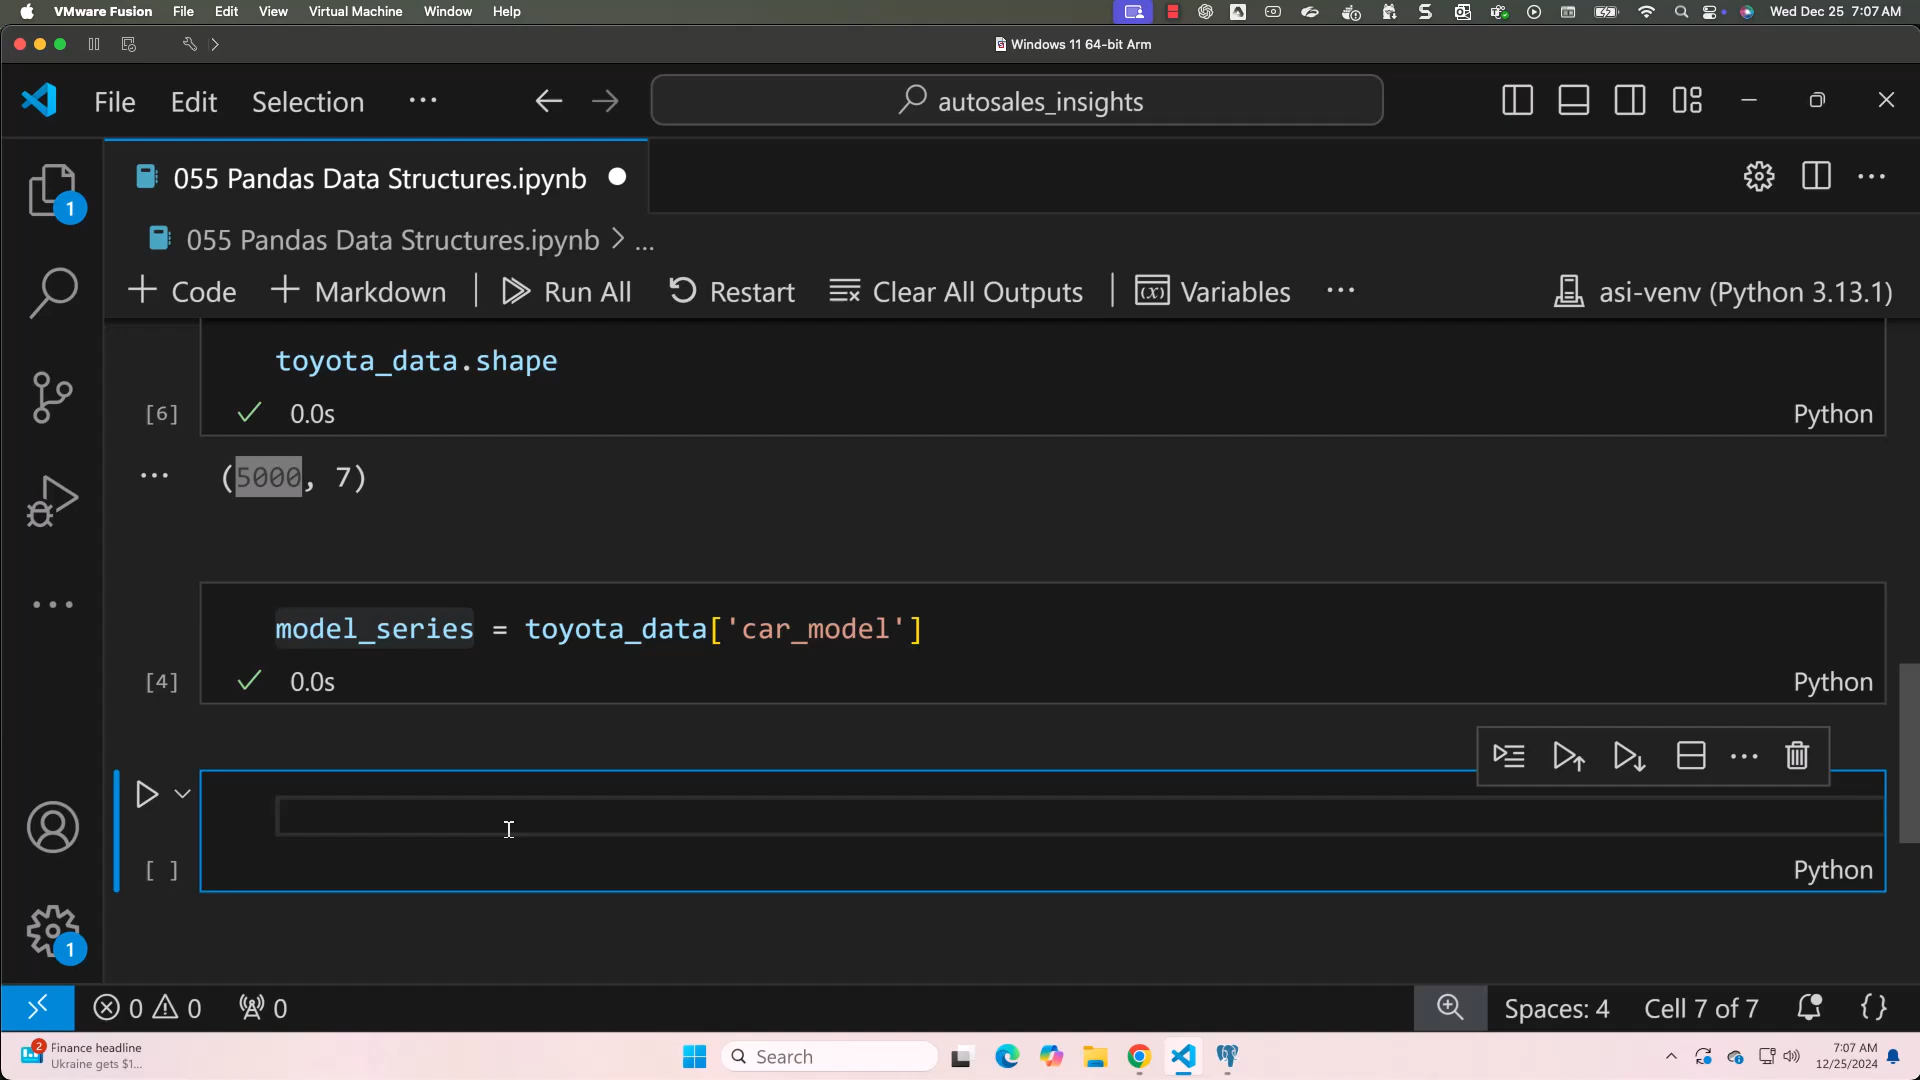 VMware Fusion File Edit View Virtual Machine Window Help Wed Dec 25 7:07 AM
Windows 11 64-bit Arm
File Edit Selection ··· autosales_insights
055 Pandas Data Structures.ipynb
055 Pandas Data Structures.ipynb > ...
+ Code + Markdown Run All Restart Clear All Outputs Variables ··· asi-venv (Python 3.13.1)
toyota_data.shape
[6] 0.0s Python
··· (5000, 7)
model_series = toyota_data['car_model']
[4] 0.0s Python
[ ] Python
1
1
0 0 0 Spaces: 4 Cell 7 of 7 {}
2 Finance headline
Ukraine gets $1...
Search
7:07 AM
12/25/2024